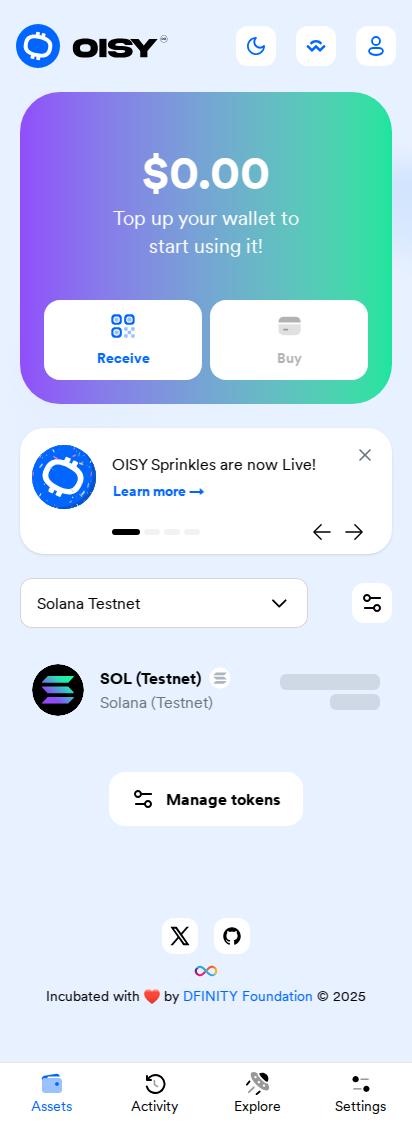 OISY
$0.00
Top up your wallet to
start using it!
Receive
Buy
OISY Sprinkles are now Live!
Learn more →
Solana Testnet
SOL (Testnet)
Solana (Testnet)
Manage tokens
Incubated with ❤️ by DFINITY Foundation © 2025
Assets
Activity
Explore
Settings